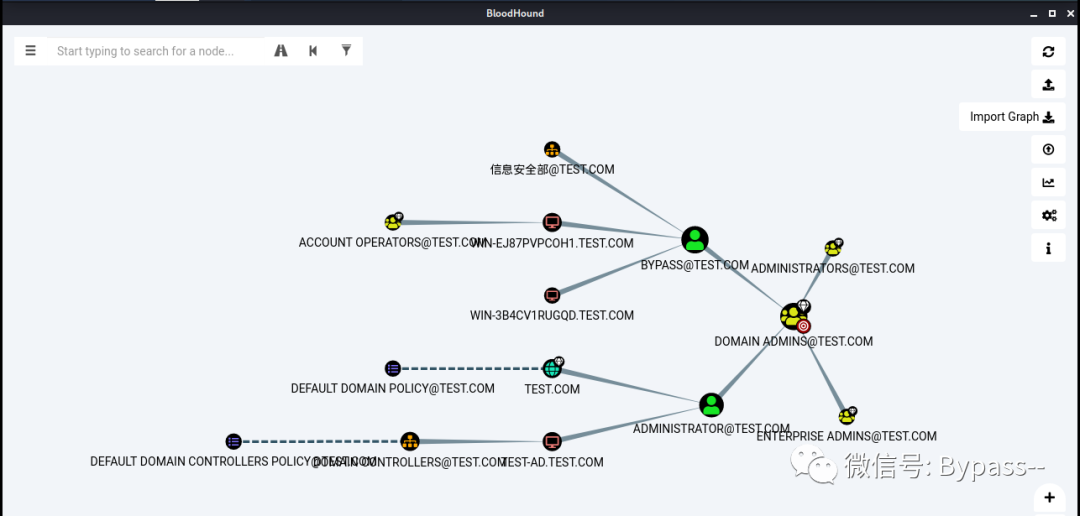 BloodHound
Start typing to search for a node...
Import Graph
信息安全部@TEST.COM
ACCOUNT OPERATORS@TEST.COM
WIN-EJ87PVPCOH1.TEST.COM
BYPASS@TEST.COM
ADMINISTRATORS@TEST.COM
WIN-3B4CV1RUGQD.TEST.COM
DOMAIN ADMINS@TEST.COM
DEFAULT DOMAIN POLICY@TEST.COM
TEST.COM
ADMINISTRATOR@TEST.COM
ENTERPRISE ADMINS@TEST.COM
DEFAULT DOMAIN CONTROLLERS POLICY@TEST.COM
DOMAIN CONTROLLERS@TEST.COM
TEST-AD.TEST.COM
微信号: Bypass--